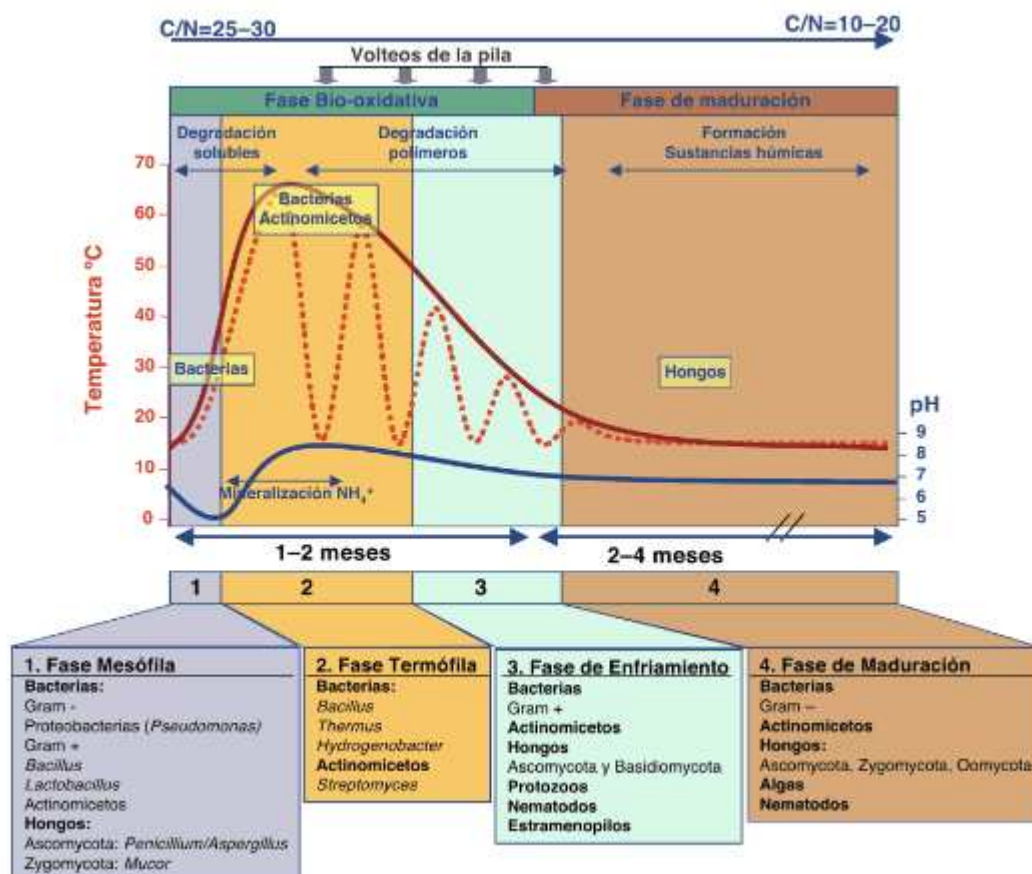 C/N=25–30
C/N=10–20
Volteos de la pila
Fase Bio-oxidativa
Fase de maduración
Degradación
solubles
Degradación
polímeros
Formación
Sustancias húmicas
Temperatura ºC
70
60
50
40
30
20
10
0
Bacterias
Actinomicetos
Bacterias
Hongos
pH
9
8
7
6
5
Mineralización NH₄⁺
1–2 meses
2–4 meses
1
2
3
4
1. Fase Mesófila
Bacterias:
Gram -
Proteobacterias (Pseudomonas)
Gram +
Bacillus
Lactobacillus
Actinomicetos
Hongos:
Ascomycota: Penicillium/Aspergillus
Zygomycota: Mucor
2. Fase Termófila
Bacterias:
Bacillus
Thermus
Hydrogenobacter
Actinomicetos
Streptomyces
3. Fase de Enfriamiento
Bacterias
Gram +
Actinomicetos
Hongos
Ascomycota y Basidiomycota
Protozoos
Nematodos
Estramenopilos
4. Fase de Maduración
Bacterias
Gram –
Actinomicetos
Hongos:
Ascomycota, Zygomycota, Oomycota
Algas
Nematodos